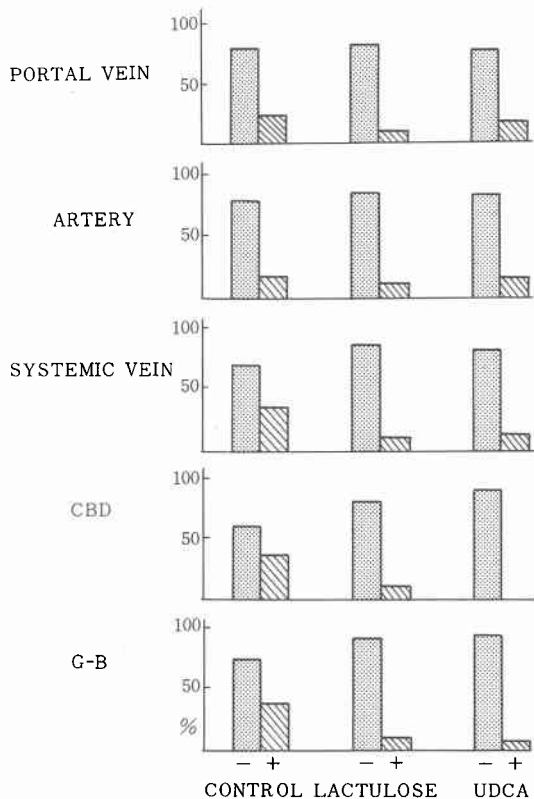 100
PORTAL VEIN
50
100
ARTERY
50
100
SYSTEMIC VEIN
50
100
CBD
50
100
G-B
50
%
− + − + − +
CONTROL LACTULOSE UDCA